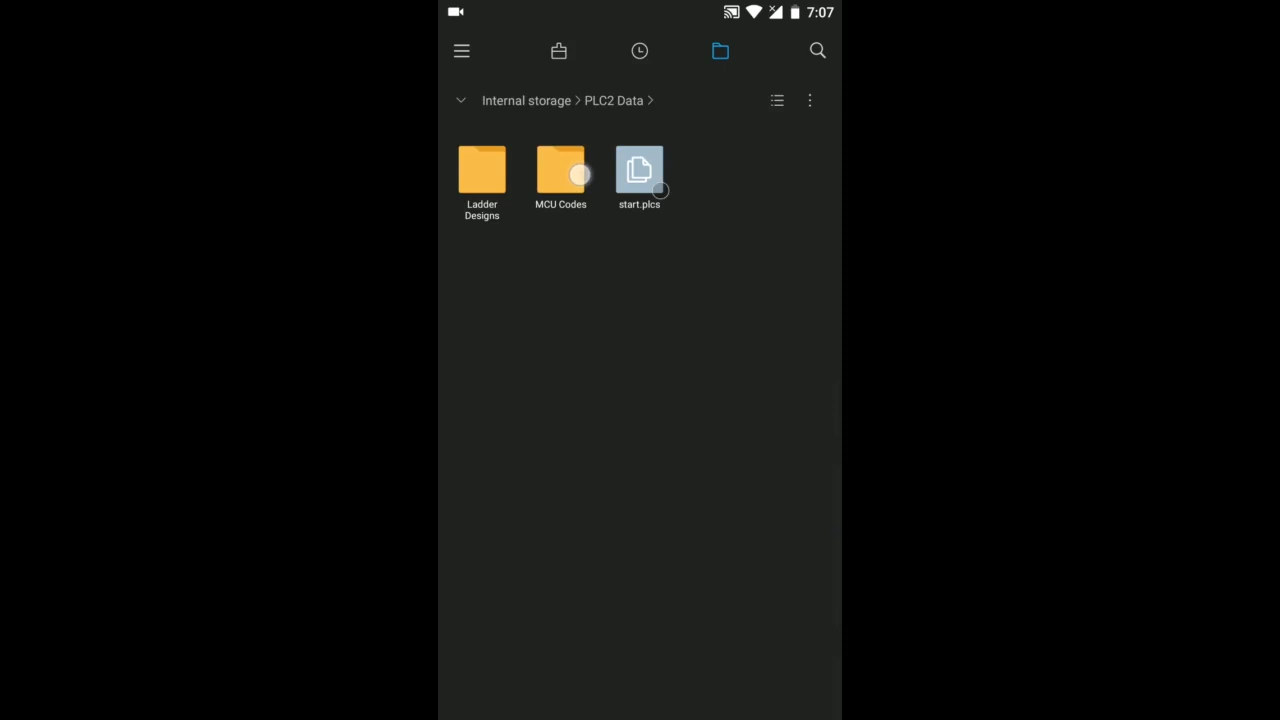 7:07
Internal storage > PLC2 Data >
Ladder
Designs
MCU Codes
start.plcs